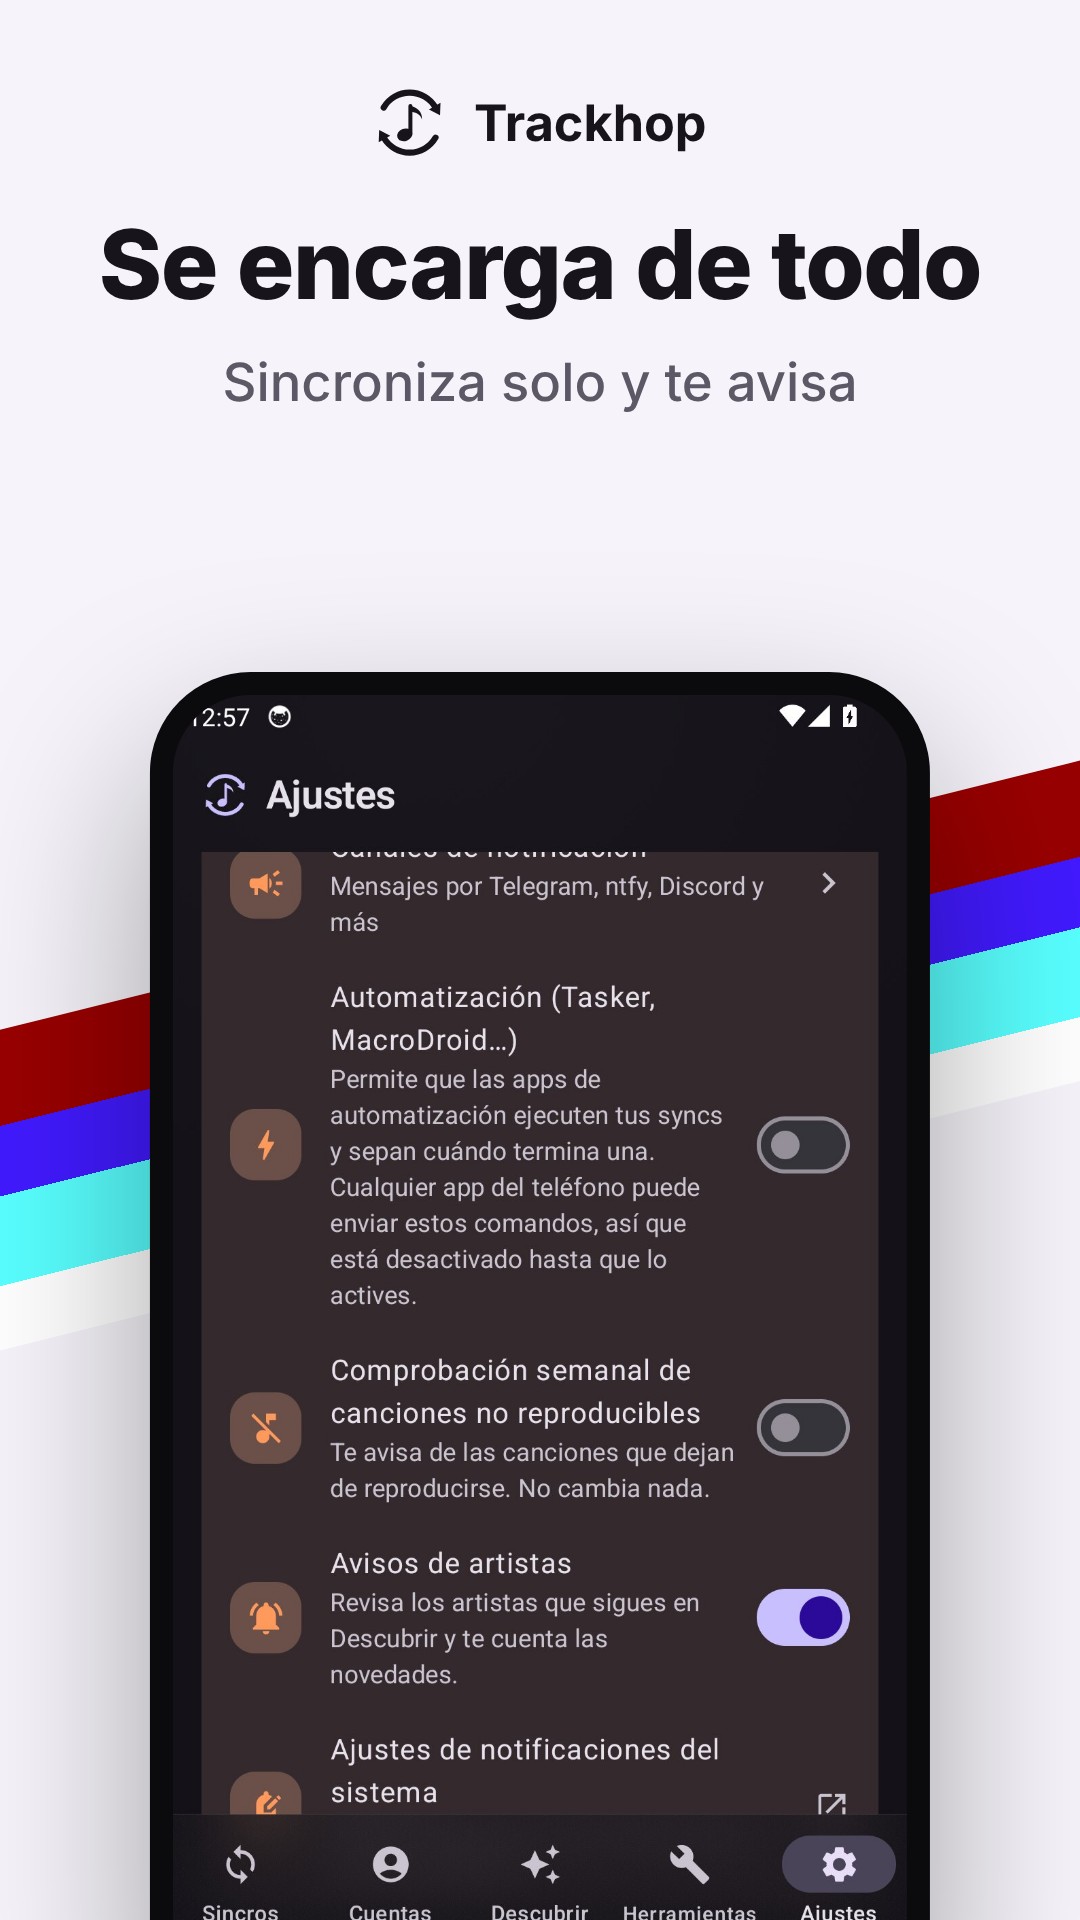 Trackhop
Se encarga de todo
Sincroniza solo y te avisa
12:57
Ajustes
Canales de notificación
Mensajes por Telegram, ntfy, Discord y
más
Automatización (Tasker,
MacroDroid…)
Permite que las apps de
automatización ejecuten tus syncs
y sepan cuándo termina una.
Cualquier app del teléfono puede
enviar estos comandos, así que
está desactivado hasta que lo
actives.
Comprobación semanal de
canciones no reproducibles
Te avisa de las canciones que dejan
de reproducirse. No cambia nada.
Avisos de artistas
Revisa los artistas que sigues en
Descubrir y te cuenta las
novedades.
Ajustes de notificaciones del
sistema
Sincros
Cuentas
Descubrir
Herramientas
Ajustes